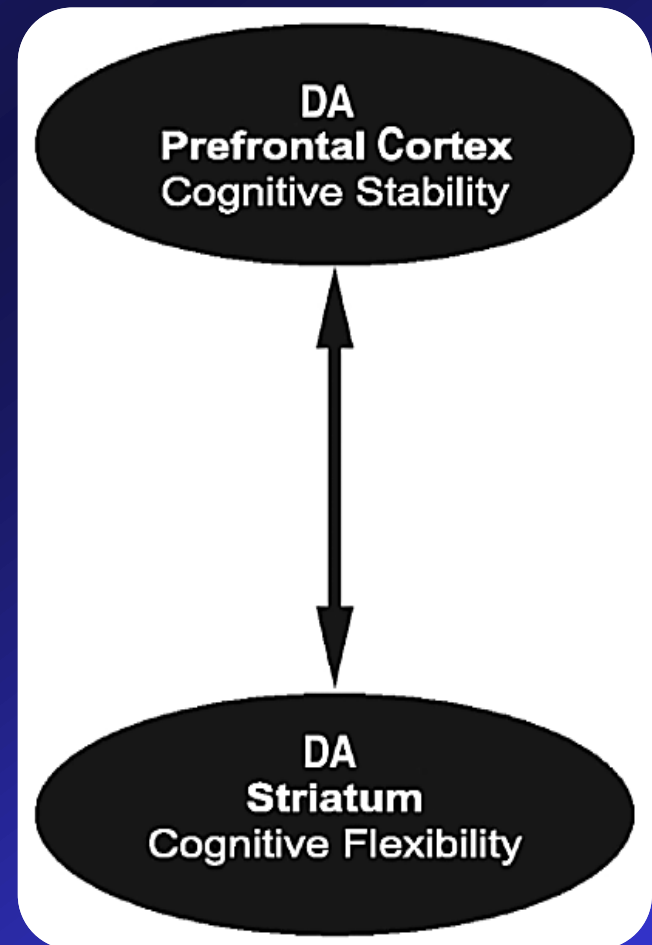 DA
Prefrontal Cortex
Cognitive Stability
DA
Striatum
Cognitive Flexibility